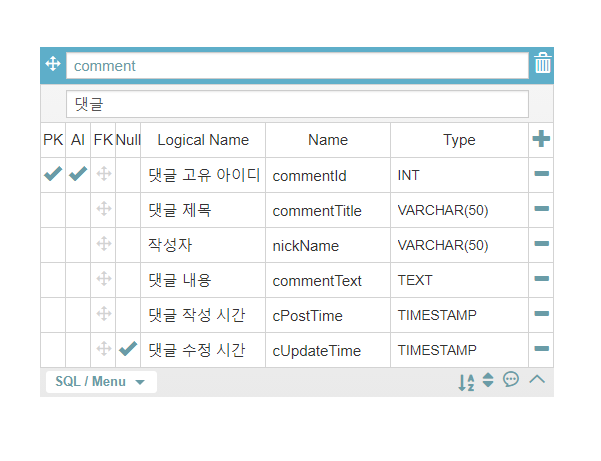 comment
댓글
PK AI FK Null Logical Name Name Type
댓글 고유 아이디 commentId INT
댓글 제목 commentTitle VARCHAR(50)
작성자 nickName VARCHAR(50)
댓글 내용 commentText TEXT
댓글 작성 시간 cPostTime TIMESTAMP
댓글 수정 시간 cUpdateTime TIMESTAMP
SQL / Menu